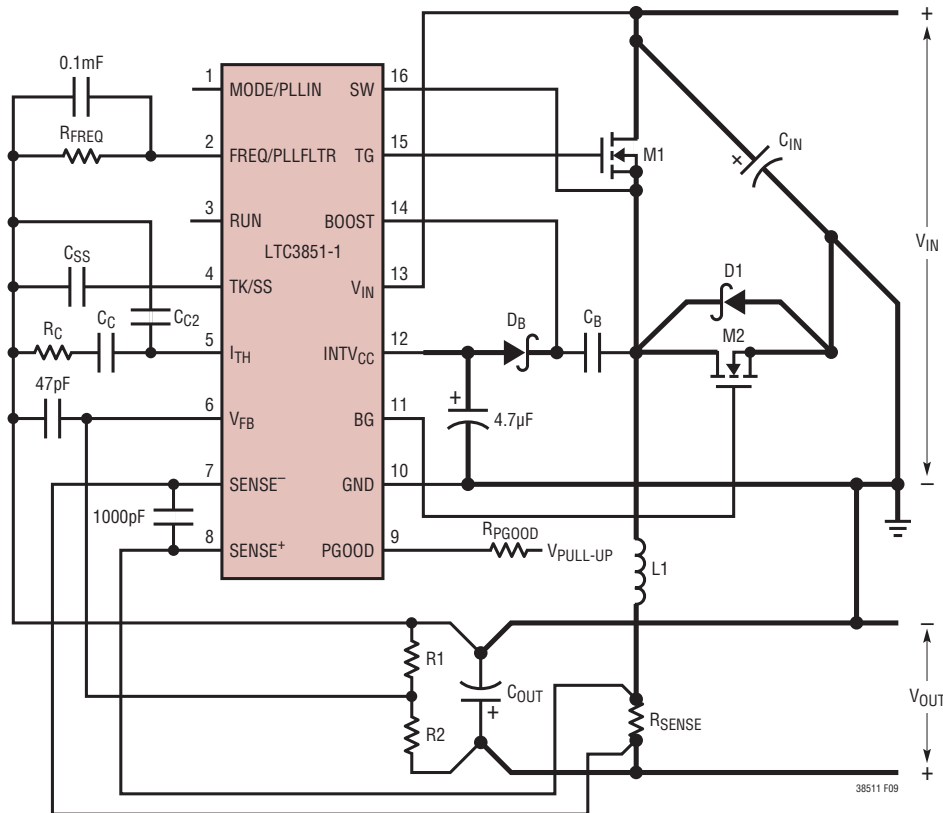 +
0.1mF
1 MODE/PLLIN SW 16
RFREQ
2 FREQ/PLLFLTR TG 15
M1
+ CIN
3 RUN BOOST 14
LTC3851-1
VIN
CSS
4 TK/SS VIN 13
D1
CC CC2
RC
DB CB
M2
5 ITH INTVCC 12
47pF
+ 4.7µF
6 VFB BG 11
7 SENSE– GND 10
–
1000pF
RPGOOD
8 SENSE+ PGOOD 9
VPULL-UP
L1
–
R1
COUT
+
VOUT
R2
RSENSE
+
38511 F09